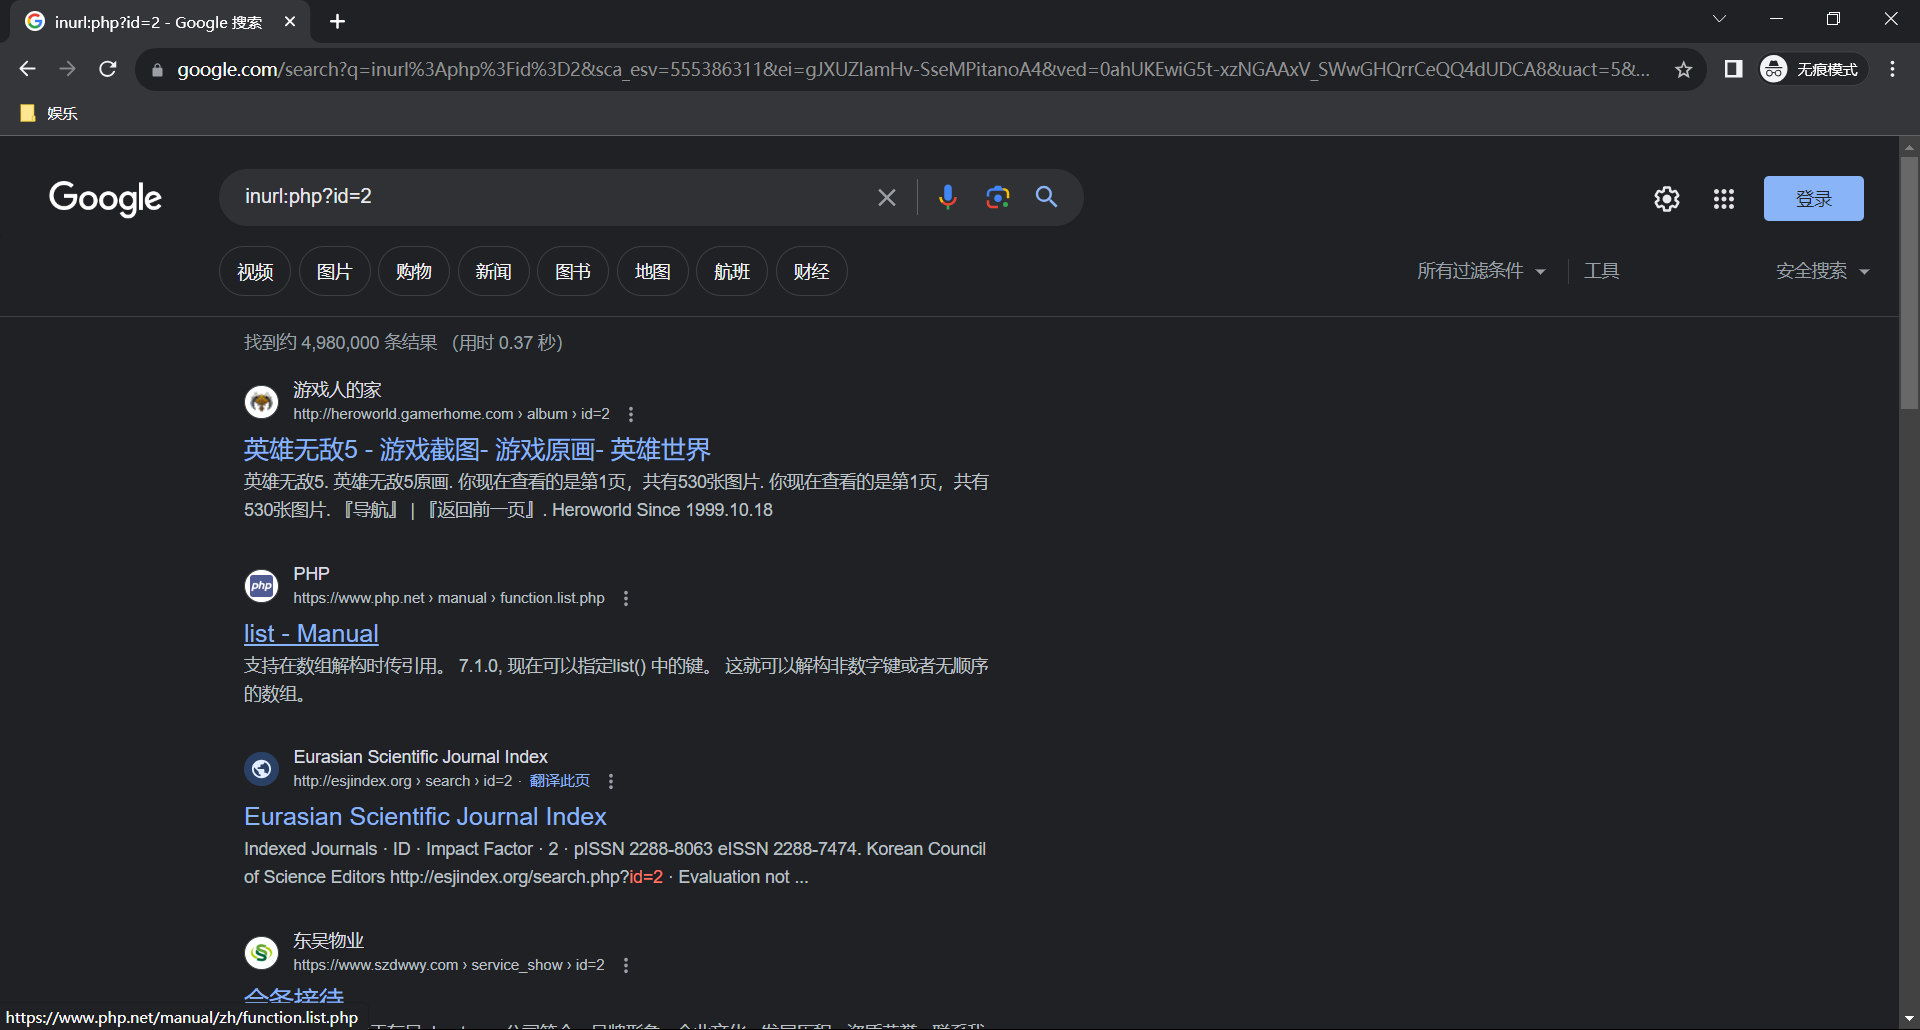 inurl:php?id=2 - Google 搜索
google.com/search?q=inurl%3Aphp%3Fid%3D2&sca_esv=555386311&ei=gJXUZIamHv-SseMPitanoA4&ved=0ahUKEwiG5t-xzNGAAxV_SWwGHQrrCeQQ4dUDCA8&uact=5&...
无痕模式
娱乐
Google
inurl:php?id=2
登录
视频 图片 购物 新闻 图书 地图 航班 财经 所有过滤条件 工具 安全搜索
找到约 4,980,000 条结果 (用时 0.37 秒)
游戏人的家
http://heroworld.gamerhome.com › album › id=2
英雄无敌5 - 游戏截图- 游戏原画- 英雄世界
英雄无敌5. 英雄无敌5原画. 你现在查看的是第1页，共有530张图片. 你现在查看的是第1页，共有
530张图片. 『导航』 | 『返回前一页』. Heroworld Since 1999.10.18
php
PHP
https://www.php.net › manual › function.list.php
list - Manual
支持在数组解构时传引用。 7.1.0, 现在可以指定list() 中的键。 这就可以解构非数字键或者无顺序
的数组。
Eurasian Scientific Journal Index
http://esjindex.org › search › id=2 · 翻译此页
Eurasian Scientific Journal Index
Indexed Journals · ID · Impact Factor · 2 · pISSN 2288-8063 eISSN 2288-7474. Korean Council
of Science Editors http://esjindex.org/search.php?id=2 · Evaluation not ...
东吴物业
https://www.szdwwy.com › service_show › id=2
会务接待
https://www.php.net/manual/zh/function.list.php